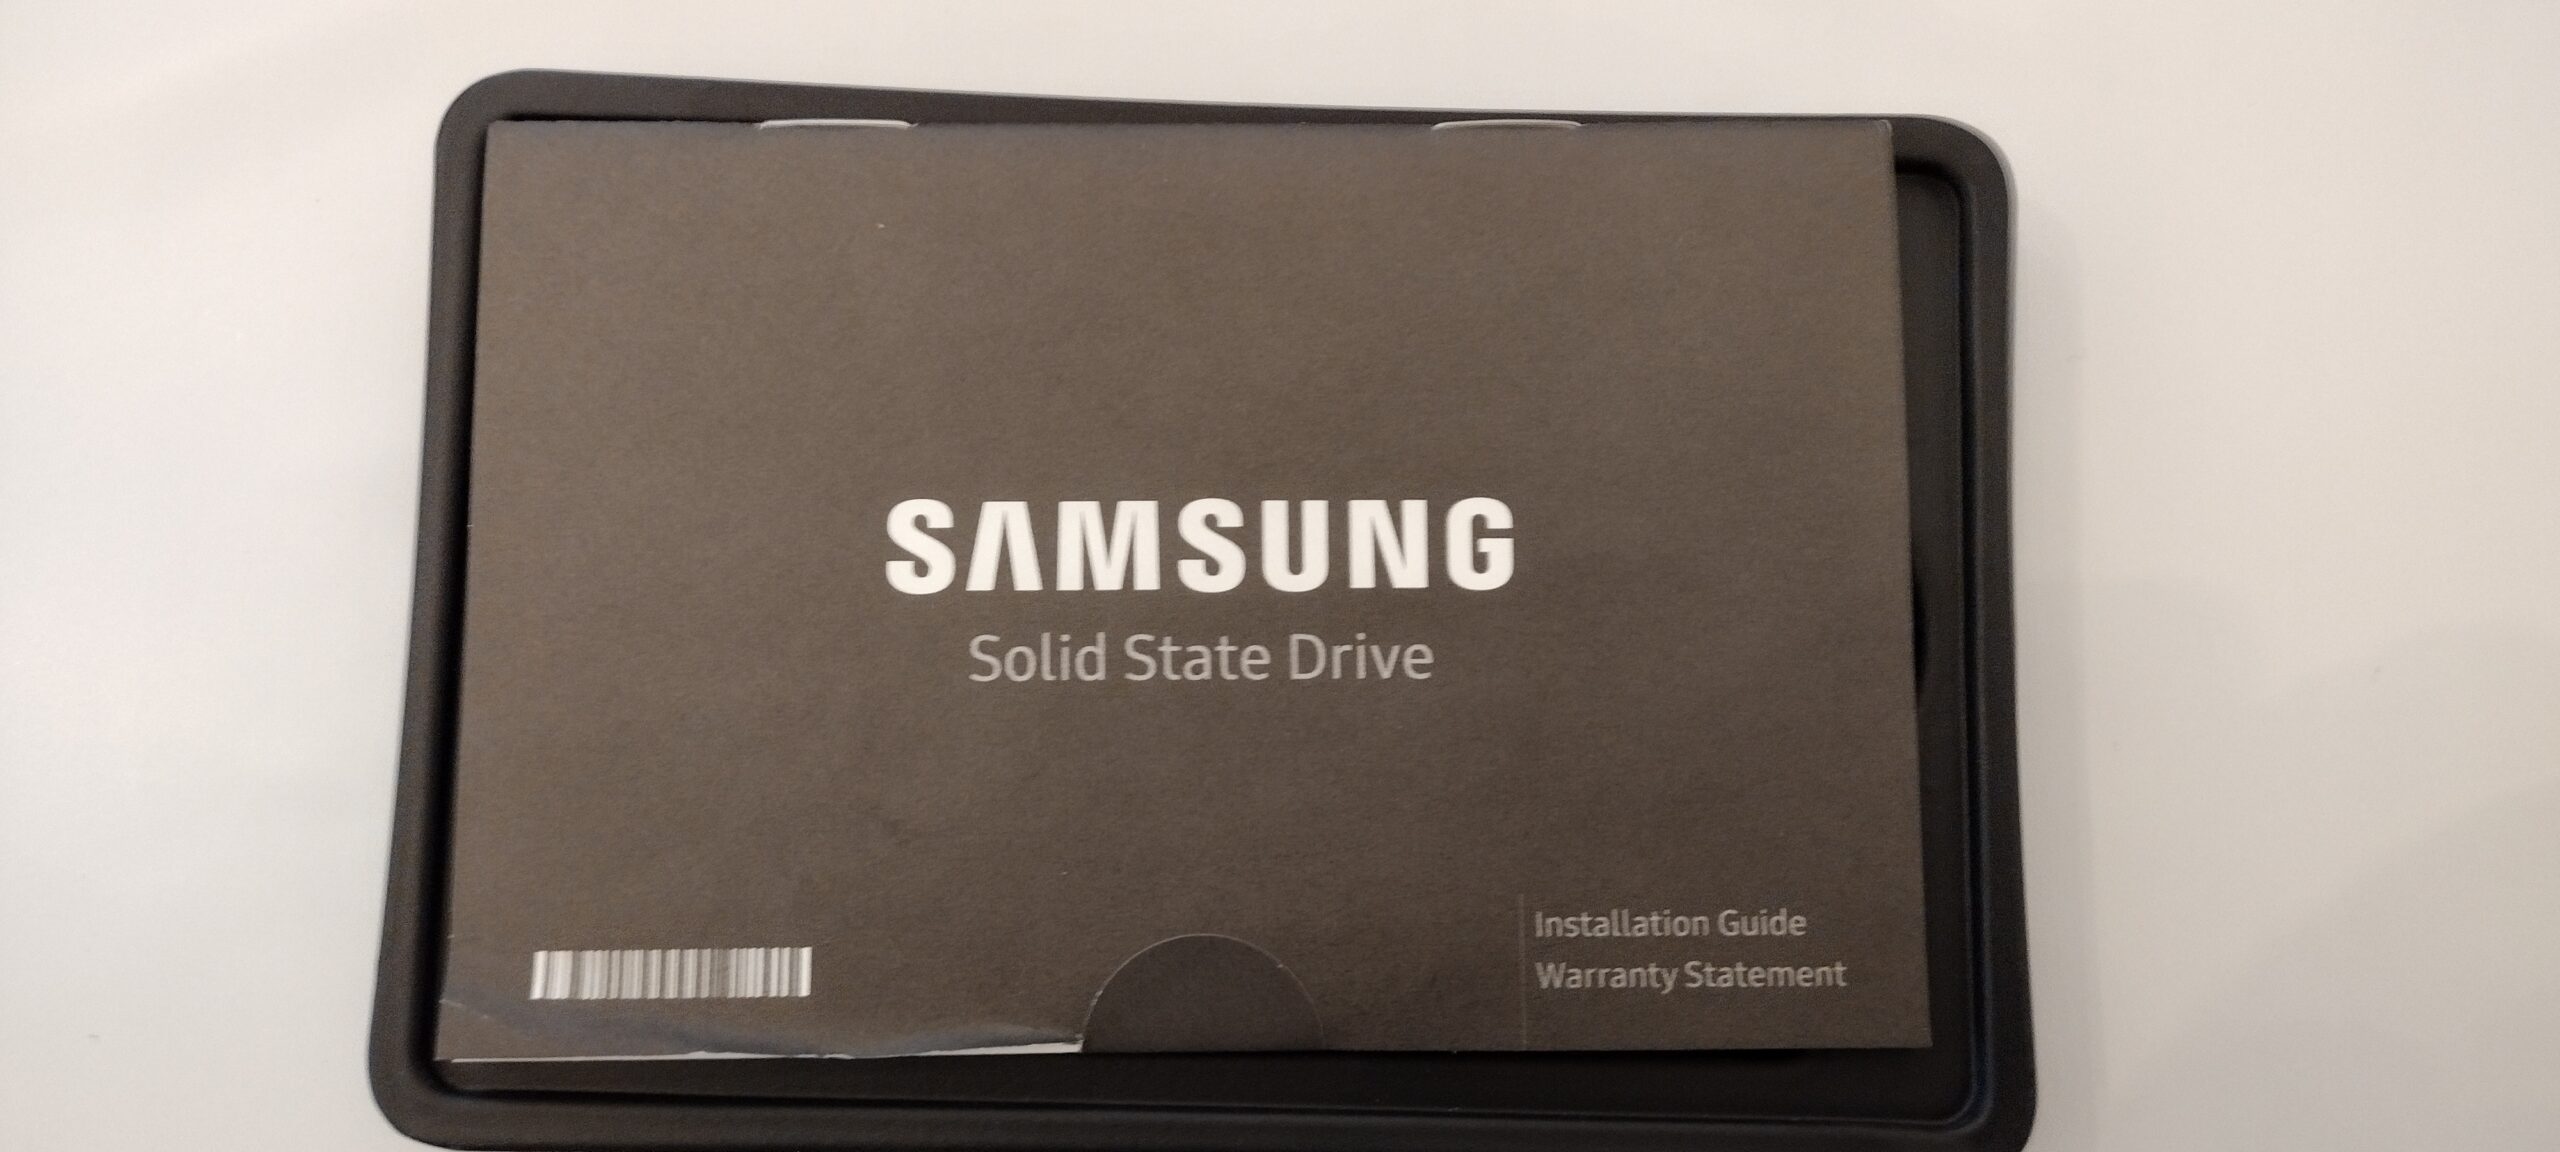 SAMSUNG
Solid State Drive
Installation Guide
Warranty Statement